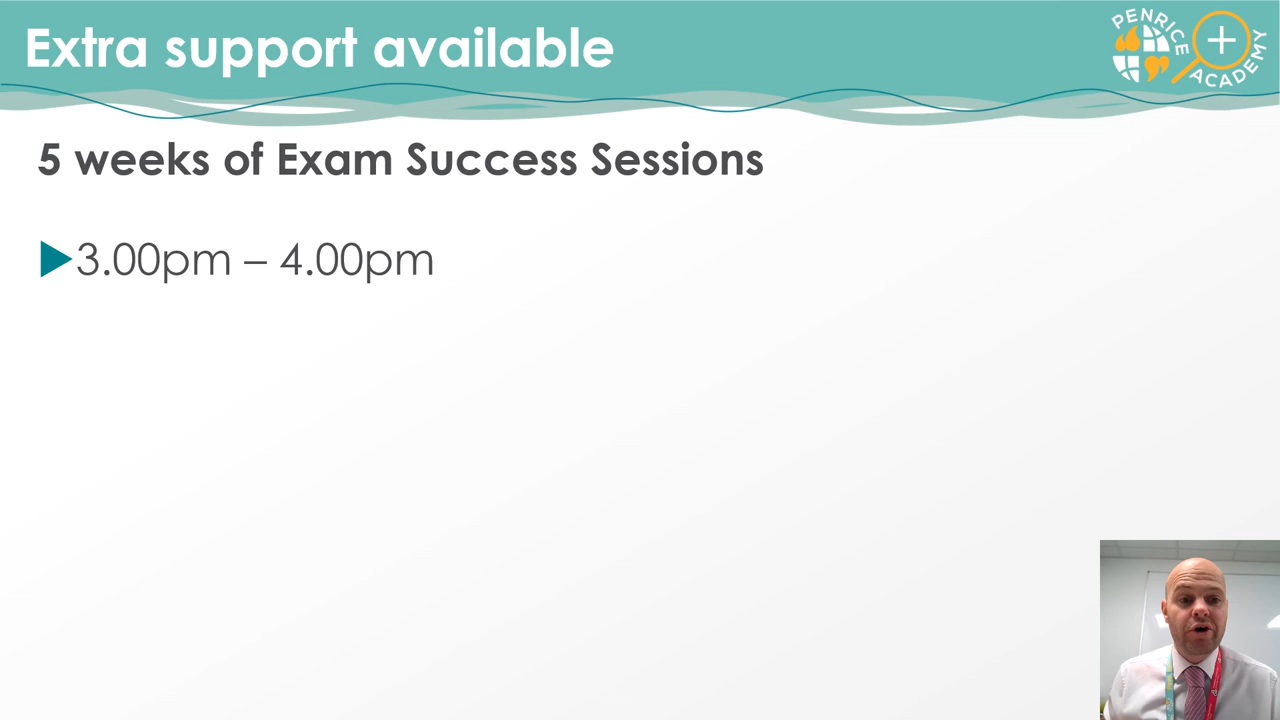 Extra support available
PENRICE ACADEMY
5 weeks of Exam Success Sessions
3.00pm – 4.00pm